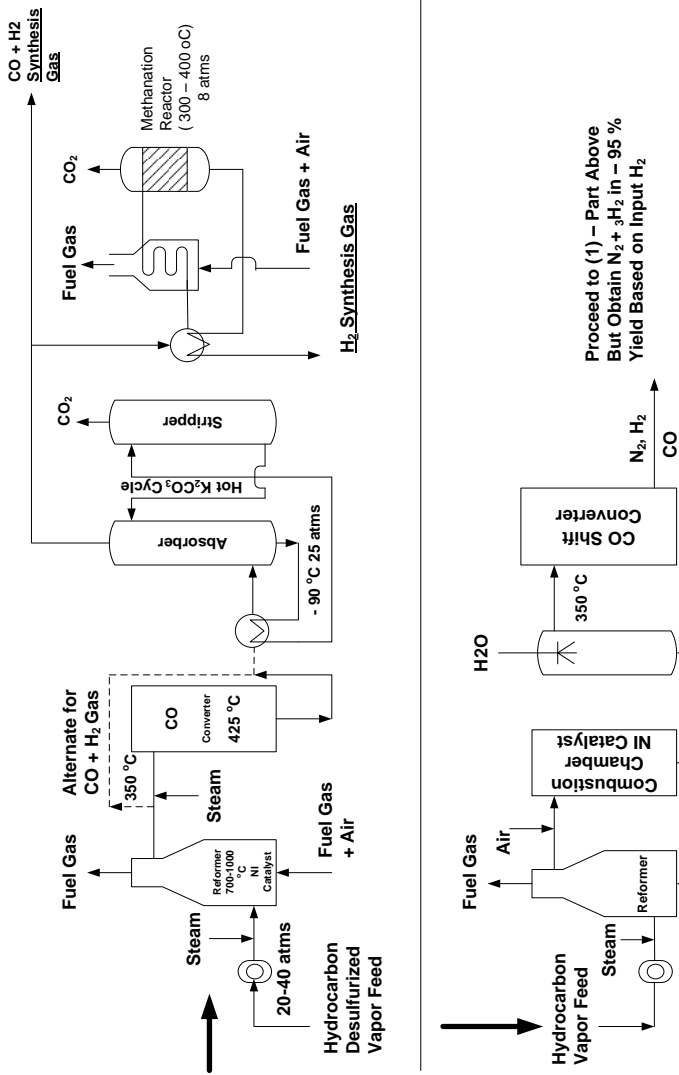 CO + H2
Synthesis
Gas
Methanation
Reactor
( 300 – 400 oC)
8 atms
CO₂
Fuel Gas
Fuel Gas + Air
H₂ Synthesis Gas
CO₂
Stripper
Hot K₂CO₃ Cycle
Absorber
- 90 °C 25 atms
Alternate for
CO + H₂ Gas
350 °C
CO
Converter
425 °C
Steam
Fuel Gas
Reformer
700-1000
°C
NI
Catalyst
Fuel Gas
+ Air
Steam
20-40 atms
Hydrocarbon
Desulfurized
Vapor Feed
Proceed to (1) – Part Above
But Obtain N₂ + ₃H₂ in – 95 %
Yield Based on Input H₂
N₂, H₂
CO
CO Shift
Converter
350 °C
H2O
Combustion
Chamber
NI Catalyst
Air
Fuel Gas
Reformer
Steam
Hydrocarbon
Vapor Feed